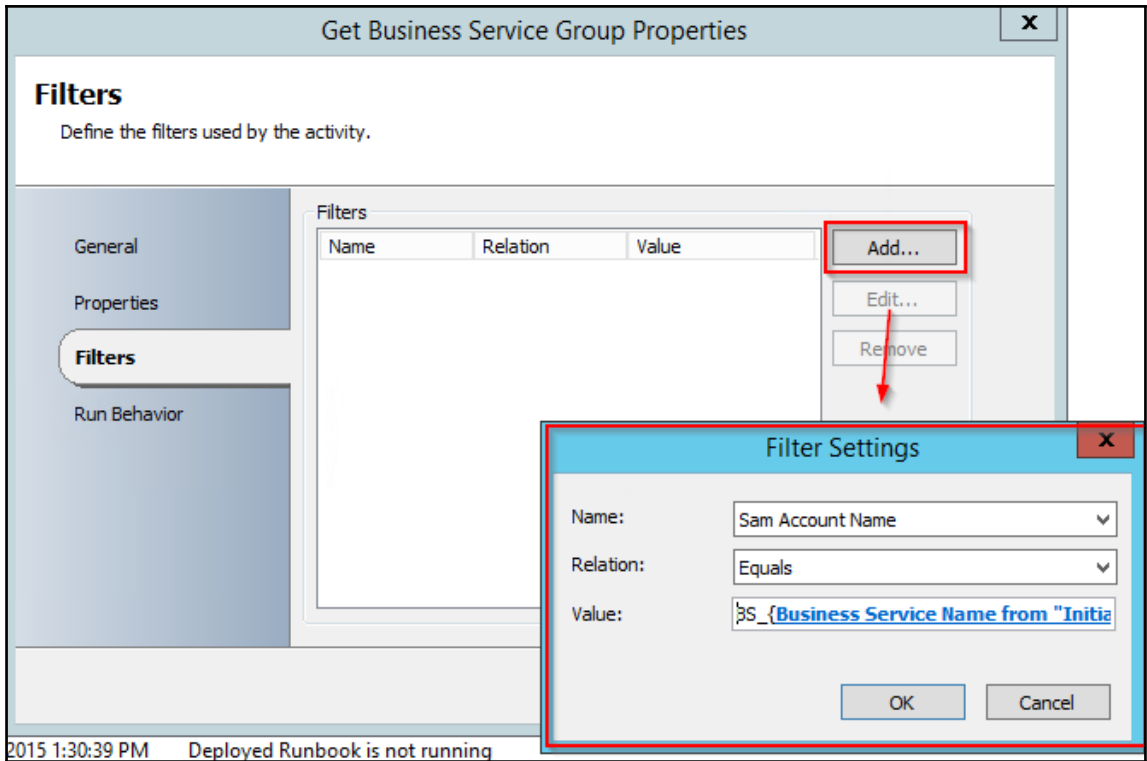 Get Business Service Group Properties
x
Filters
Define the filters used by the activity.
General
Properties
Filters
Run Behavior
Filters
Name Relation Value
Add...
Edit...
Remove
Filter Settings
x
Name: Sam Account Name
Relation: Equals
Value: BS_{Business Service Name from "Initia
OK Cancel
2015 1:30:39 PM Deployed Runbook is not running